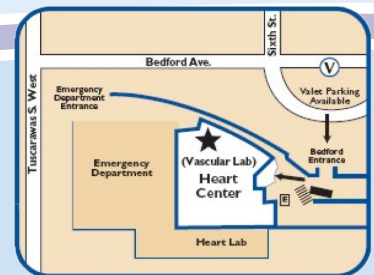 Sixth St.
Bedford Ave.
V
Tuscarawas S. West
Emergency
Department
Entrance
Valet Parking
Available
Bedford
Entrance
(Vascular Lab)
Heart
Center
Emergency
Department
E
Heart Lab